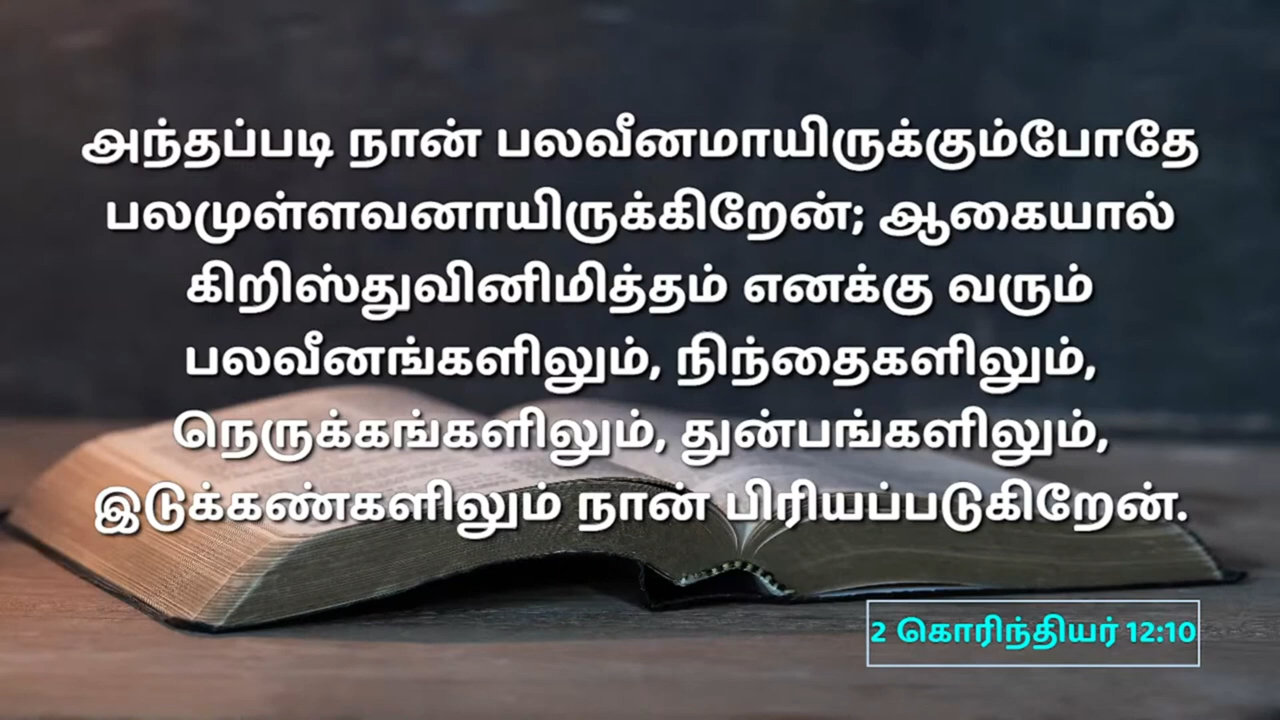 அந்தப்படி நான் பலவீனமாயிருக்கும்போதே
பலமுள்ளவனாயிருக்கிறேன்; ஆகையால்
கிறிஸ்துவினிமித்தம் எனக்கு வரும்
பலவீனங்களிலும், நிந்தைகளிலும்,
நெருக்கங்களிலும், துன்பங்களிலும்,
இடுக்கண்களிலும் நான் பிரியப்படுகிறேன்.
2 கொரிந்தியர் 12:10